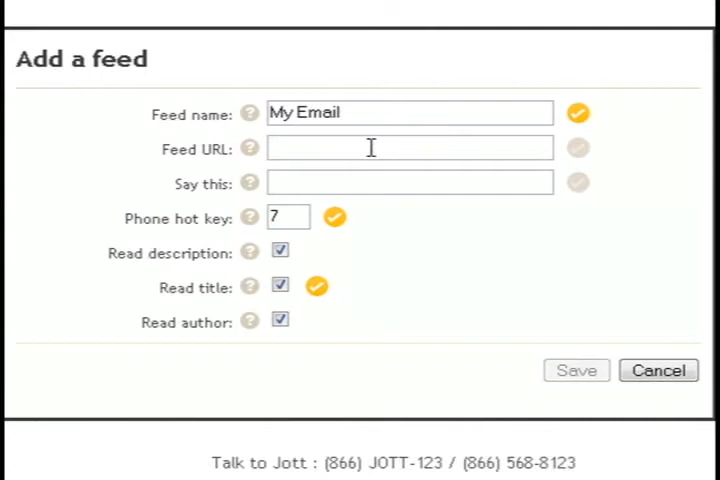 Add a feed
Feed name: ? My Email
Feed URL: ?
Say this: ?
Phone hot key: ? 7
Read description: ?
Read title: ?
Read author: ?
Save Cancel
Talk to Jott : (866) JOTT-123 / (866) 568-8123